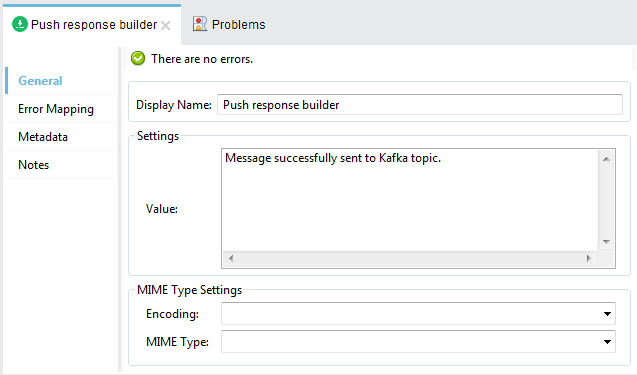 Push response builder
Problems
General
Error Mapping
Metadata
Notes
There are no errors.
Display Name: Push response builder
Settings
Value: Message successfully sent to Kafka topic.
MIME Type Settings
Encoding:
MIME Type: